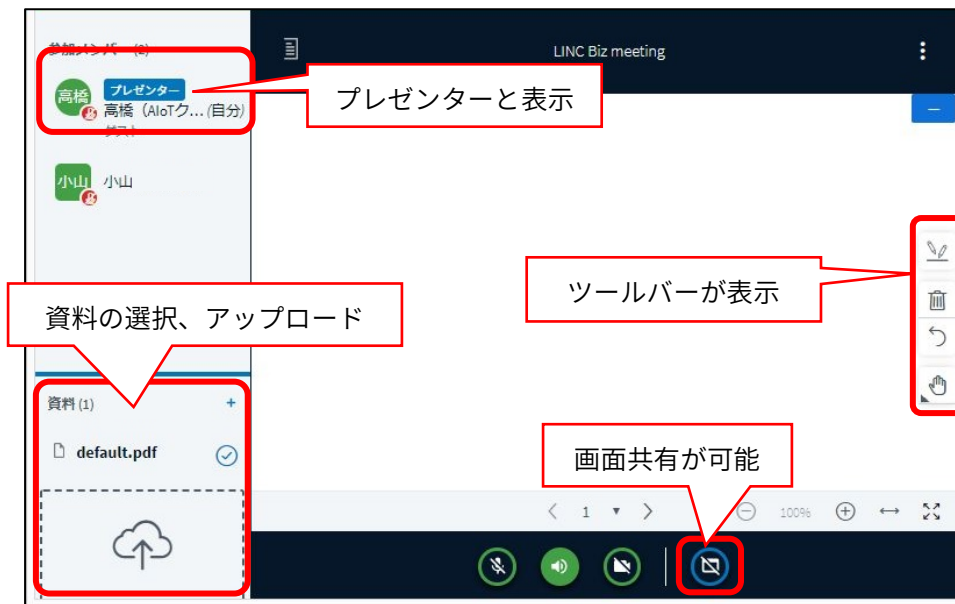 参加メンバー (2)
LINC Biz meeting
高橋
プレゼンター
高橋（AIoTク...(自分)
ゲスト
プレゼンターと表示
小山
小山
ツールバーが表示
資料の選択、アップロード
資料 (1)
+
default.pdf
画面共有が可能
1
100%